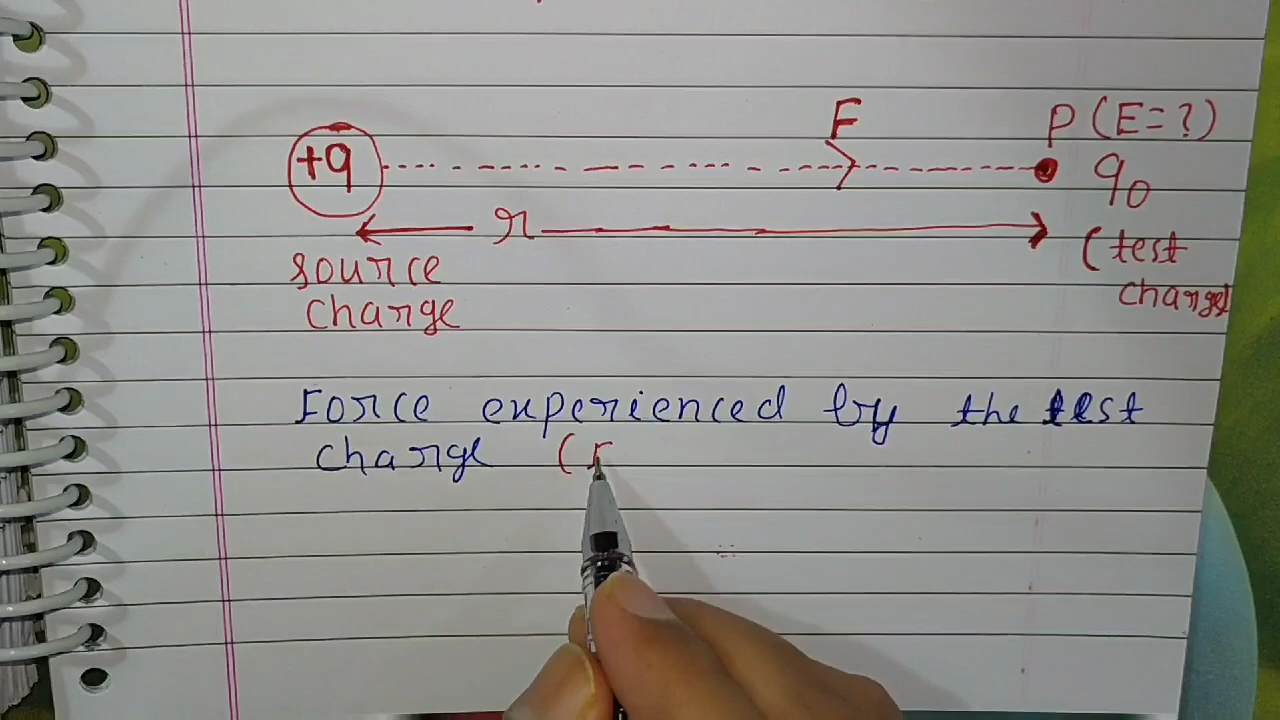 F P (E=?)
+q q0
r
source (test
charge charge)
Force experienced by the test
charge (